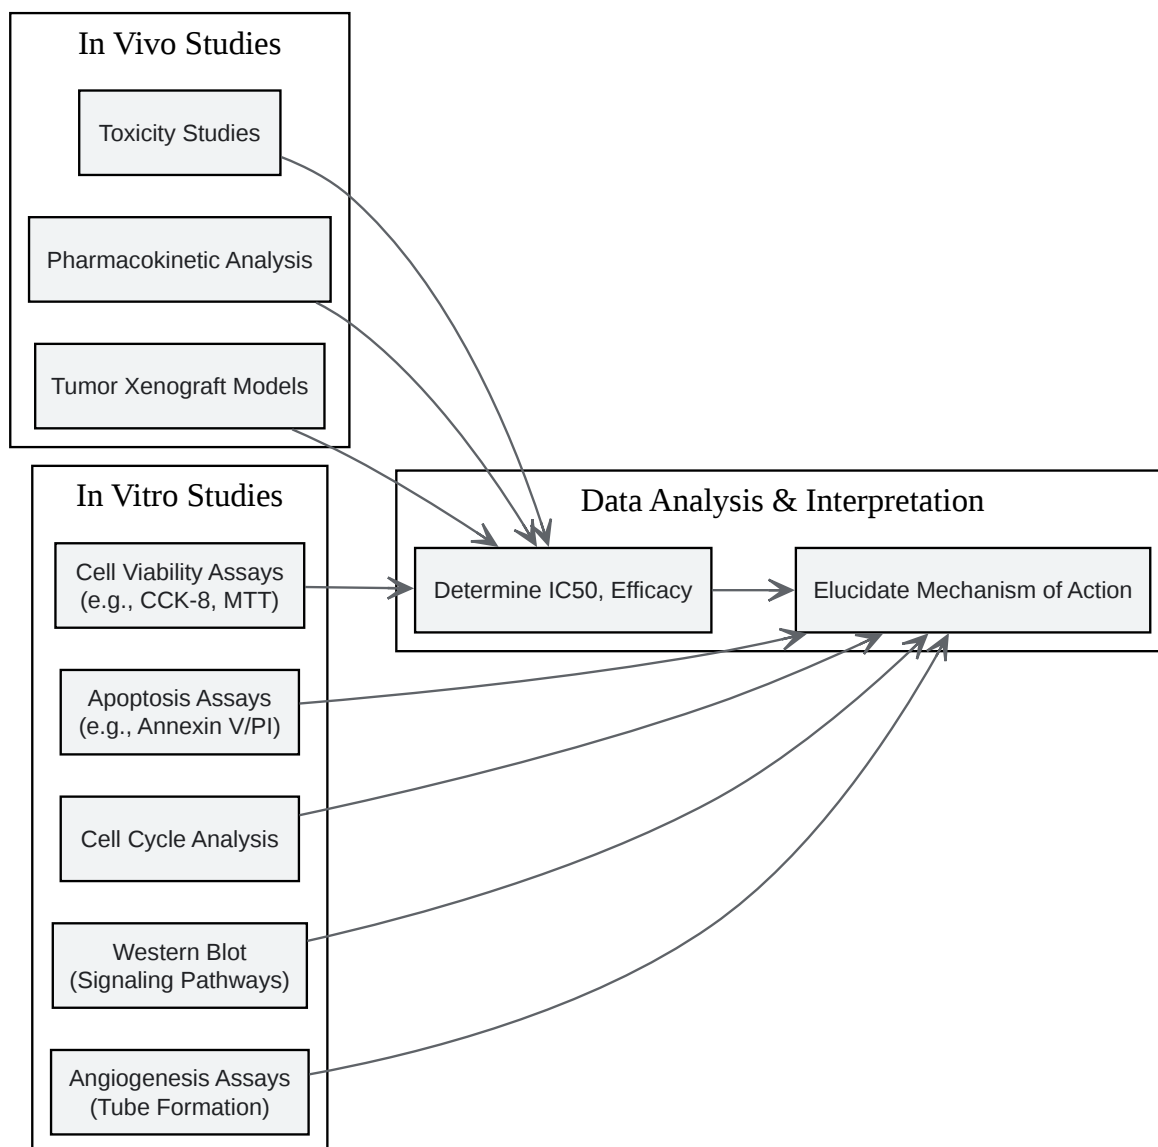 In Vivo Studies
Toxicity Studies
Pharmacokinetic Analysis
Tumor Xenograft Models
In Vitro Studies
Cell Viability Assays
(e.g., CCK-8, MTT)
Apoptosis Assays
(e.g., Annexin V/PI)
Cell Cycle Analysis
Western Blot
(Signaling Pathways)
Angiogenesis Assays
(Tube Formation)
Data Analysis & Interpretation
Determine IC50, Efficacy
Elucidate Mechanism of Action